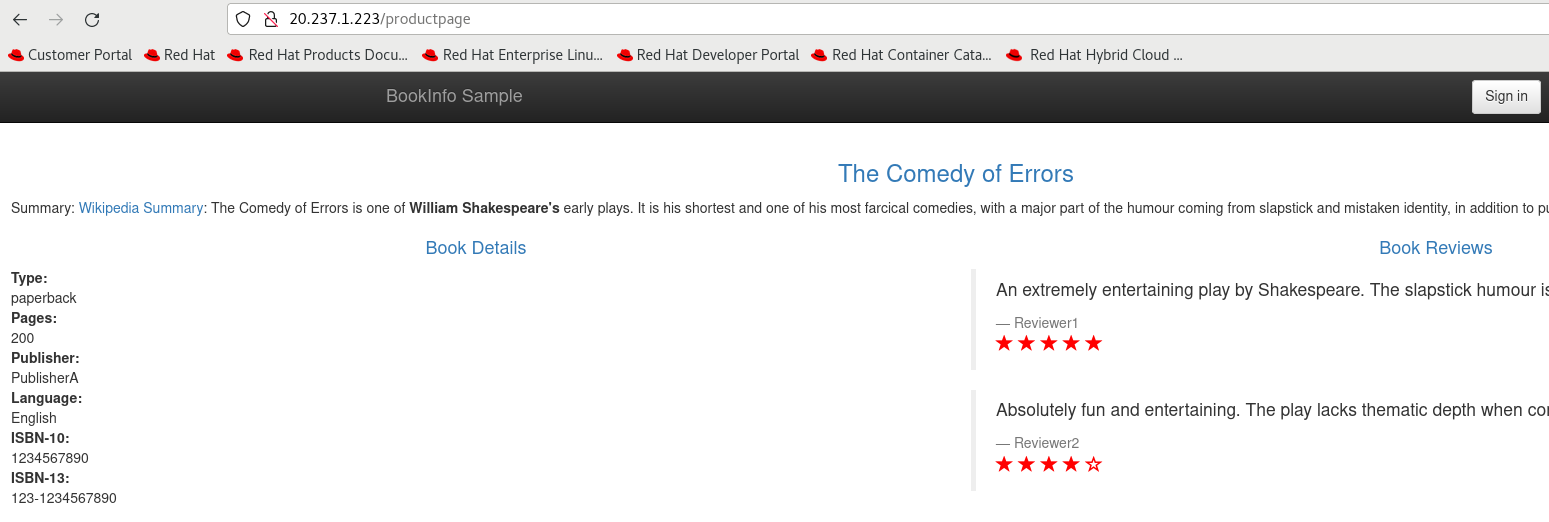 20.237.1.223/productpage
Customer Portal Red Hat Red Hat Products Docu... Red Hat Enterprise Linu... Red Hat Developer Portal Red Hat Container Cata... Red Hat Hybrid Cloud ...
BookInfo Sample Sign in
The Comedy of Errors
Summary: Wikipedia Summary: The Comedy of Errors is one of William Shakespeare's early plays. It is his shortest and one of his most farcical comedies, with a major part of the humour coming from slapstick and mistaken identity, in addition to
Book Details
Type:
paperback
Pages:
200
Publisher:
PublisherA
Language:
English
ISBN-10:
1234567890
ISBN-13:
123-1234567890
Book Reviews
An extremely entertaining play by Shakespeare. The slapstick humour is
— Reviewer1
Absolutely fun and entertaining. The play lacks thematic depth when
— Reviewer2